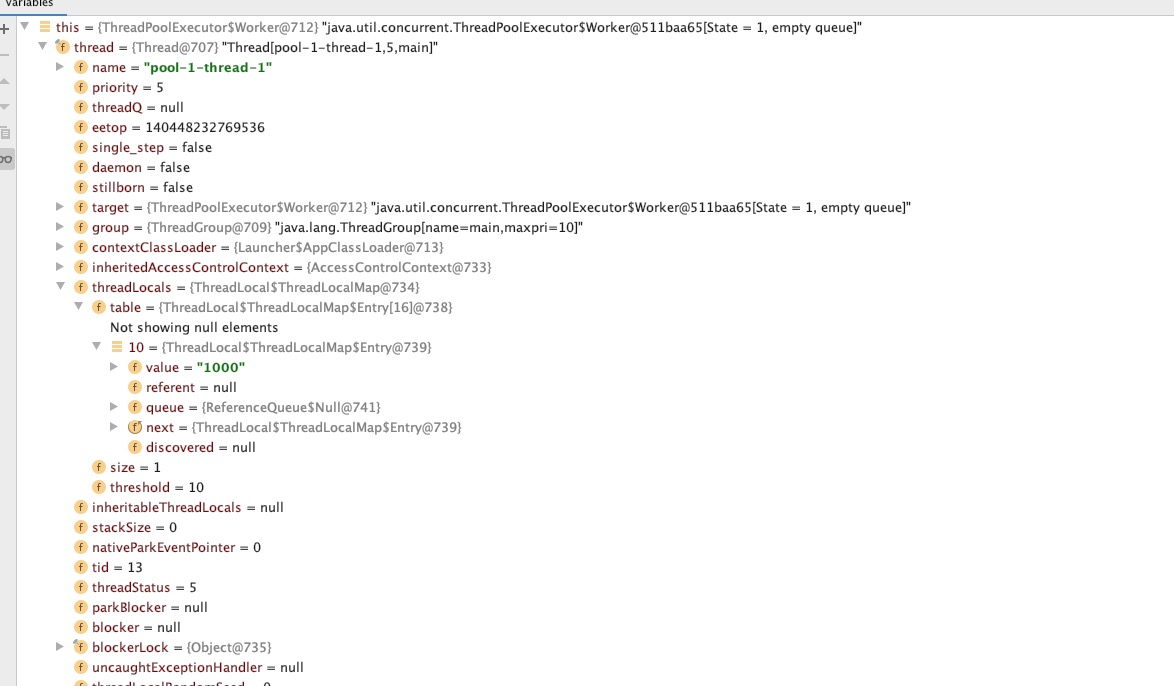 Variables
this = {ThreadPoolExecutor$Worker@712} "java.util.concurrent.ThreadPoolExecutor$Worker@511baa65[State = 1, empty queue]"
f thread = {Thread@707} "Thread[pool-1-thread-1,5,main]"
f name = "pool-1-thread-1"
f priority = 5
f threadQ = null
f eetop = 140448232769536
f single_step = false
f daemon = false
f stillborn = false
f target = {ThreadPoolExecutor$Worker@712} "java.util.concurrent.ThreadPoolExecutor$Worker@511baa65[State = 1, empty queue]"
f group = {ThreadGroup@709} "java.lang.ThreadGroup[name=main,maxpri=10]"
f contextClassLoader = {Launcher$AppClassLoader@713}
f inheritedAccessControlContext = {AccessControlContext@733}
f threadLocals = {ThreadLocal$ThreadLocalMap@734}
f table = {ThreadLocal$ThreadLocalMap$Entry[16]@738}
Not showing null elements
10 = {ThreadLocal$ThreadLocalMap$Entry@739}
f value = "1000"
f referent = null
f queue = {ReferenceQueue$Null@741}
f next = {ThreadLocal$ThreadLocalMap$Entry@739}
f discovered = null
f size = 1
f threshold = 10
f inheritableThreadLocals = null
f stackSize = 0
f nativeParkEventPointer = 0
f tid = 13
f threadStatus = 5
f parkBlocker = null
f blocker = null
f blockerLock = {Object@735}
f uncaughtExceptionHandler = null